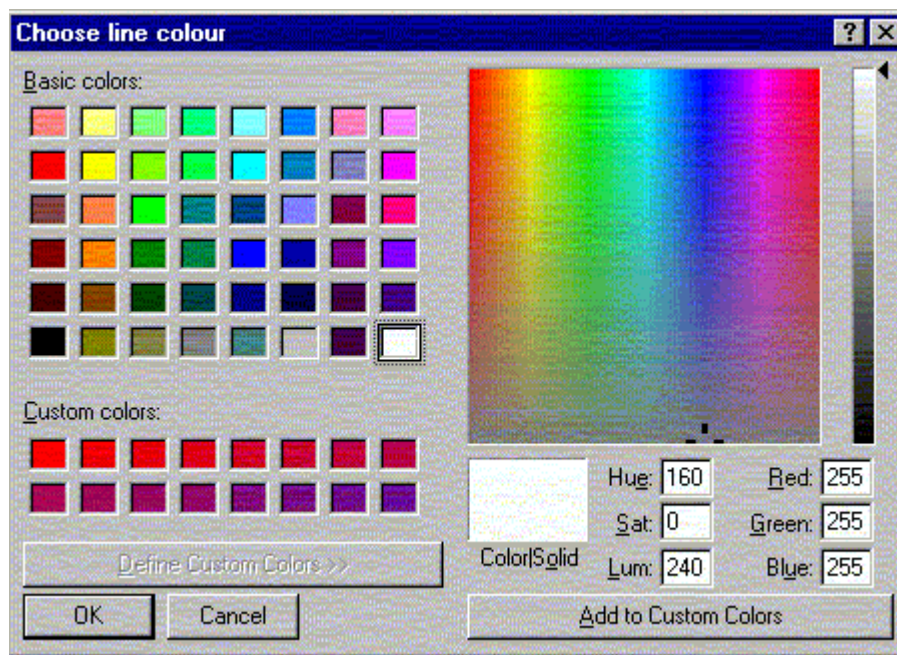 Choose line colour ? X
Basic colors:
Custom colors:
Define Custom Colors >>
OK Cancel
Color|Solid
Hue: 160 Red: 255
Sat: 0 Green: 255
Lum: 240 Blue: 255
Add to Custom Colors